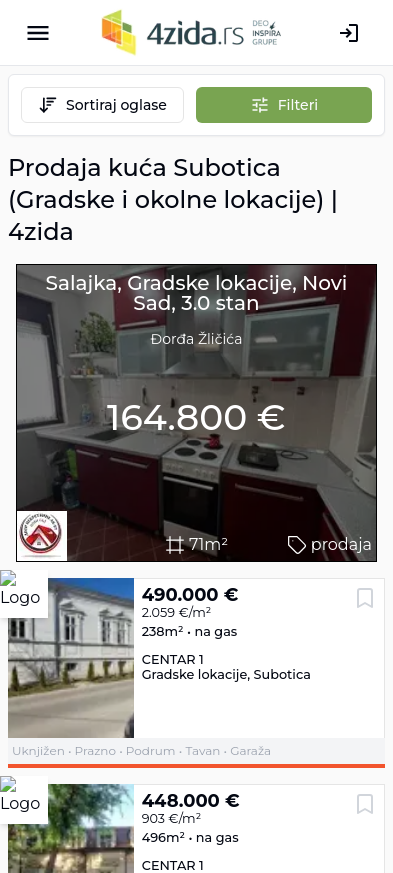 4zida.rs
DEO
INSPIRA
GRUPE
Sortiraj oglase
Filteri
Prodaja kuća Subotica
(Gradske i okolne lokacije) |
4zida
Salajka, Gradske lokacije, Novi
Sad, 3.0 stan
Đorđa Žličića
164.800 €
71m²
prodaja
Logo
490.000 €
2.059 €/m²
238m² • na gas
CENTAR 1
Gradske lokacije, Subotica
Uknjižen • Prazno • Podrum • Tavan • Garaža
Logo
448.000 €
903 €/m²
496m² • na gas
CENTAR 1